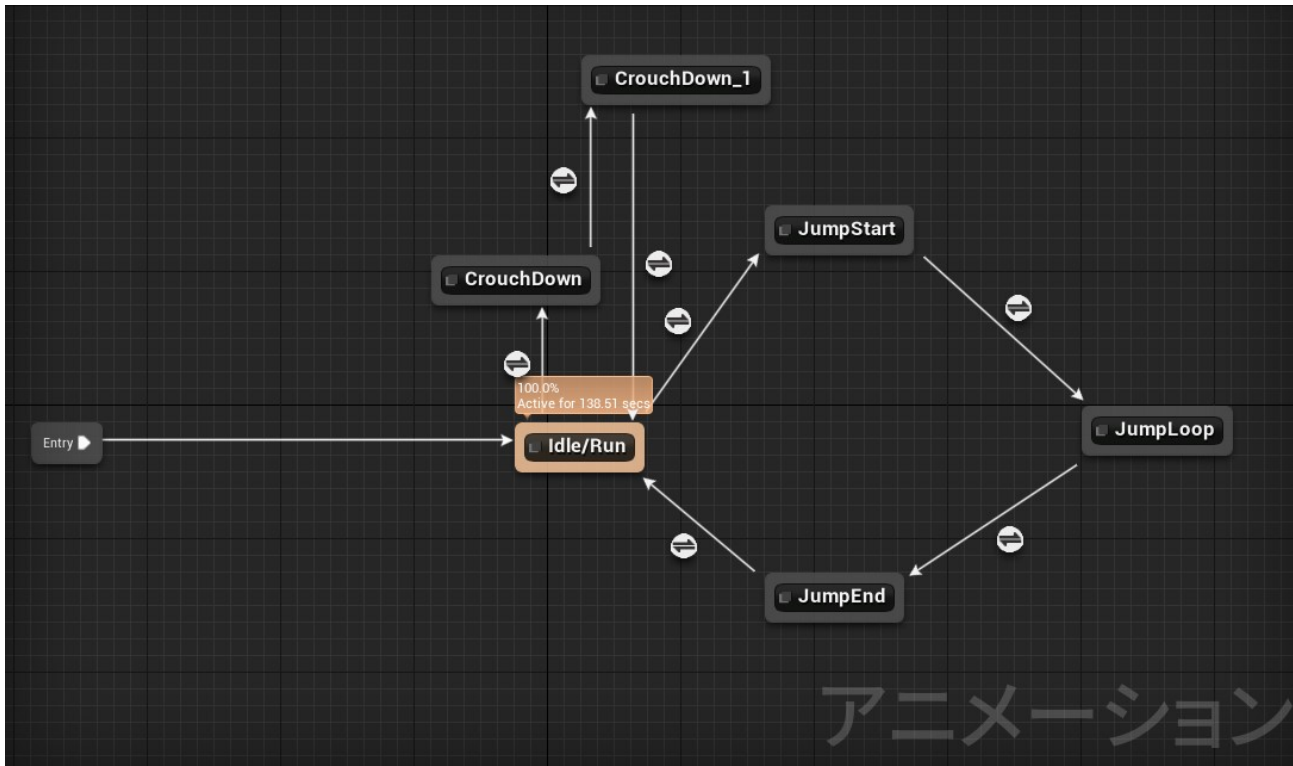 CrouchDown_1
JumpStart
CrouchDown
100.0%
Active for 138.51 secs
Entry
Idle/Run
JumpLoop
JumpEnd
アニメーション